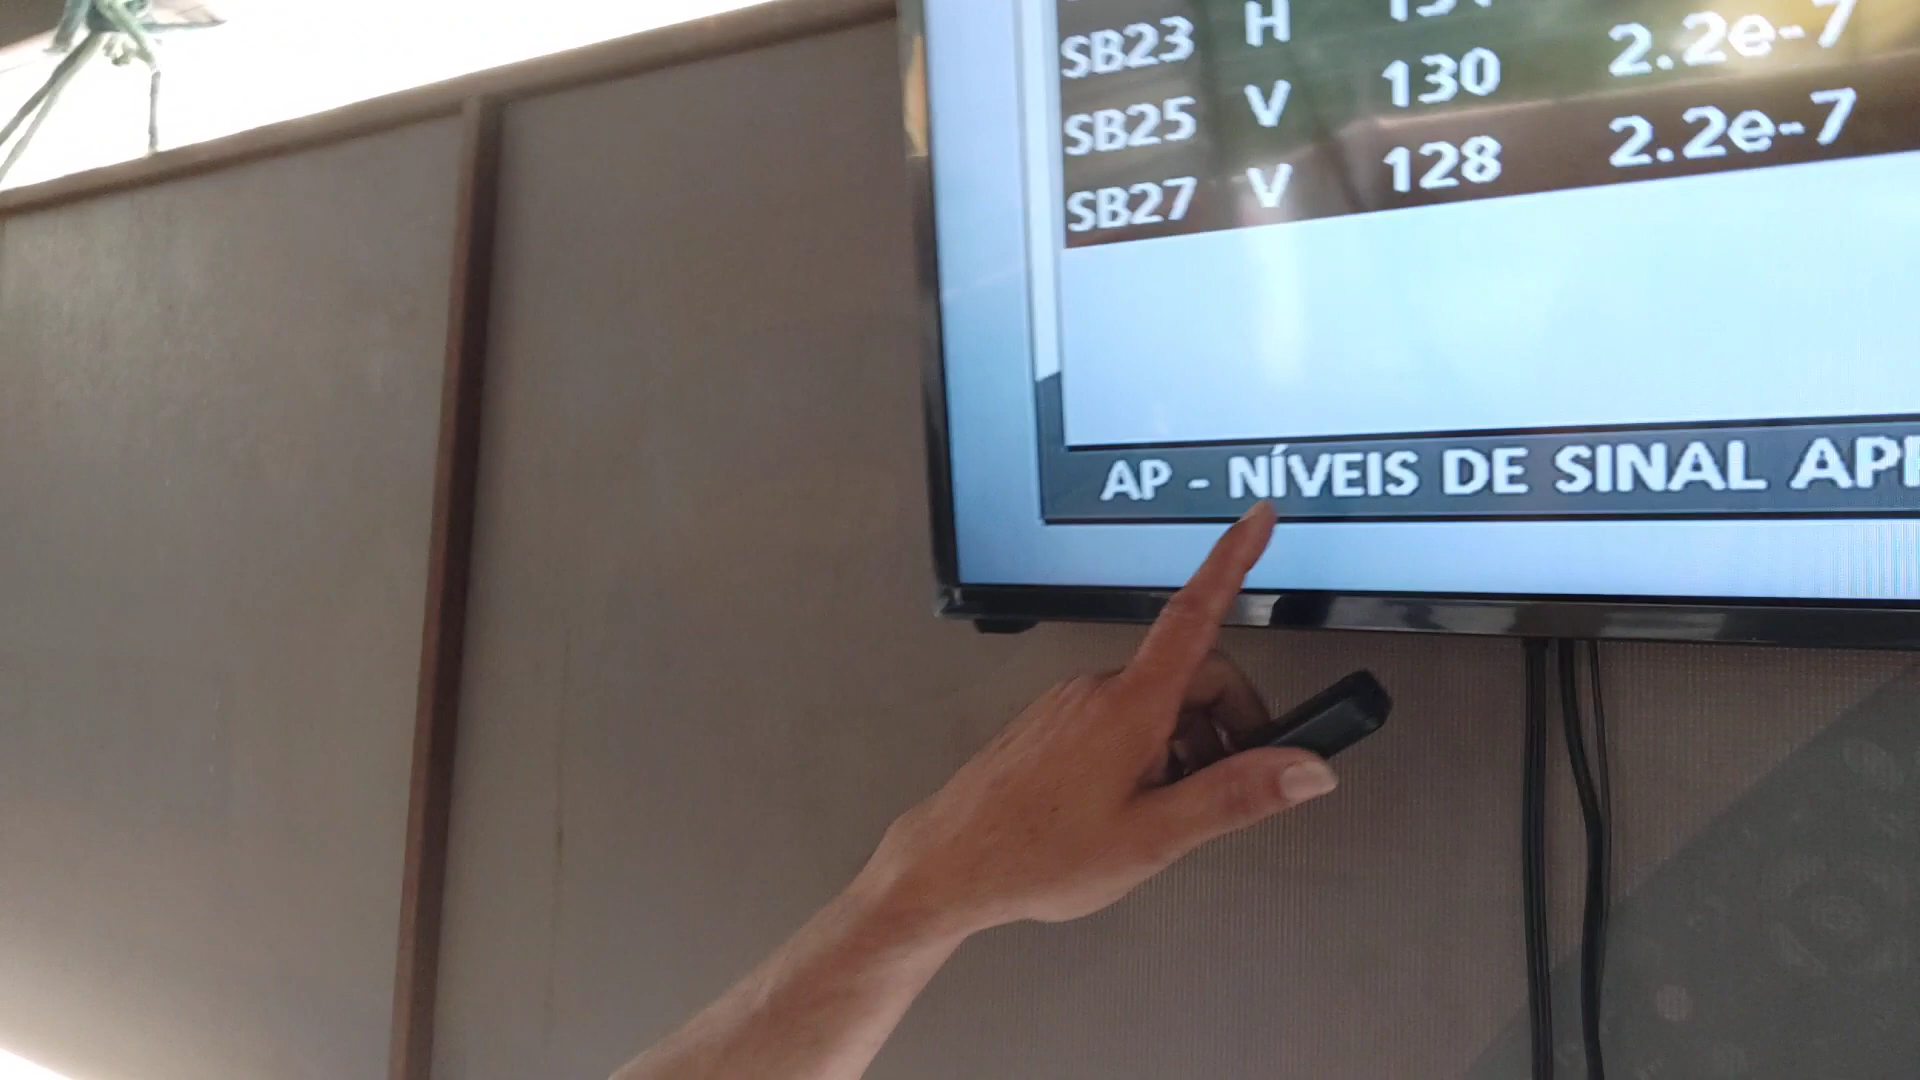 SB23 H
SB25 V 130 2.2e-7
SB27 V 128 2.2e-7
AP - NÍVEIS DE SINAL